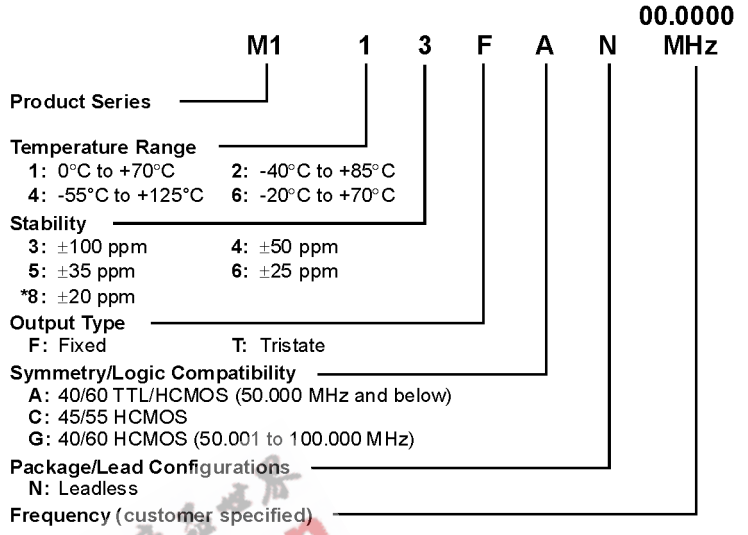 00.0000
M1 1 3 F A N MHz
Product Series
Temperature Range
1: 0°C to +70°C 2: -40°C to +85°C
4: -55°C to +125°C 6: -20°C to +70°C
Stability
3: ±100 ppm 4: ±50 ppm
5: ±35 ppm 6: ±25 ppm
*8: ±20 ppm
Output Type
F: Fixed T: Tristate
Symmetry/Logic Compatibility
A: 40/60 TTL/HCMOS (50.000 MHz and below)
C: 45/55 HCMOS
G: 40/60 HCMOS (50.001 to 100.000 MHz)
Package/Lead Configurations
N: Leadless
Frequency (customer specified)